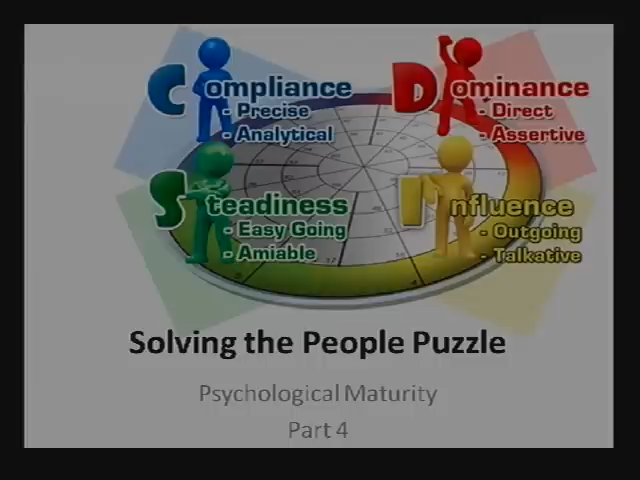 Compliance
- Precise
- Analytical
Dominance
- Direct
- Assertive
Steadiness
- Easy Going
- Amiable
Influence
- Outgoing
- Talkative
Solving the People Puzzle
Psychological Maturity
Part 4